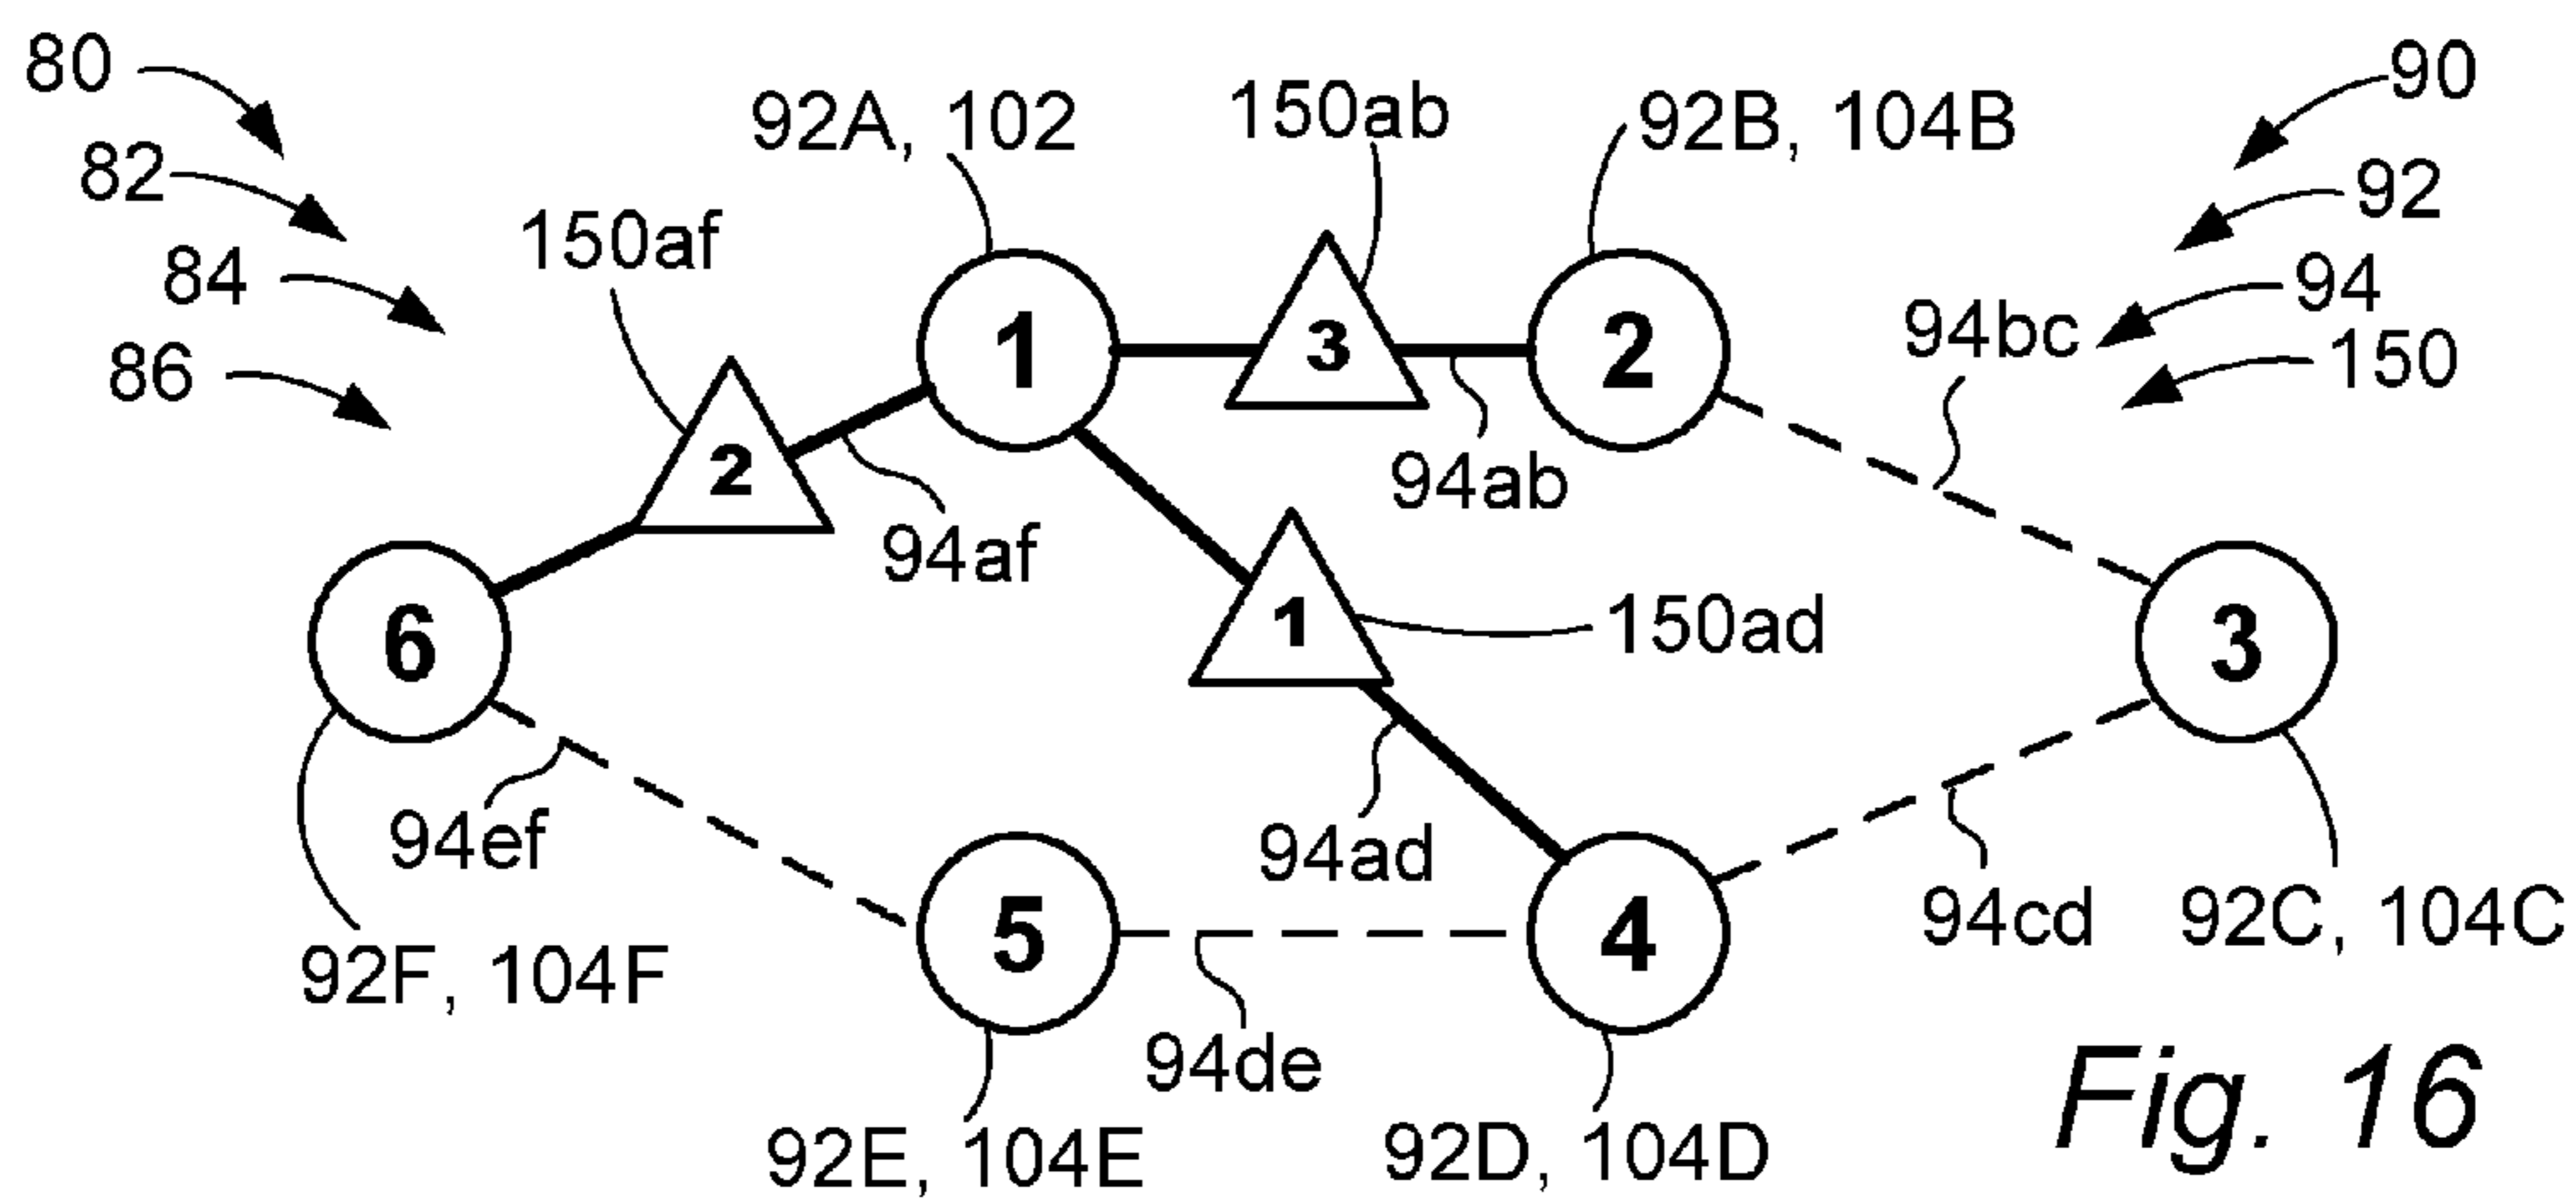 80
90
92A, 102
150ab
92B, 104B
82
92
150af
84
94
94bc
86
150
1
3
2
2
94ab
94af
1
150ad
6
3
94ef
94ad
5
4
94cd
92C, 104C
92F, 104F
94de
92E, 104E
92D, 104D
Fig. 16